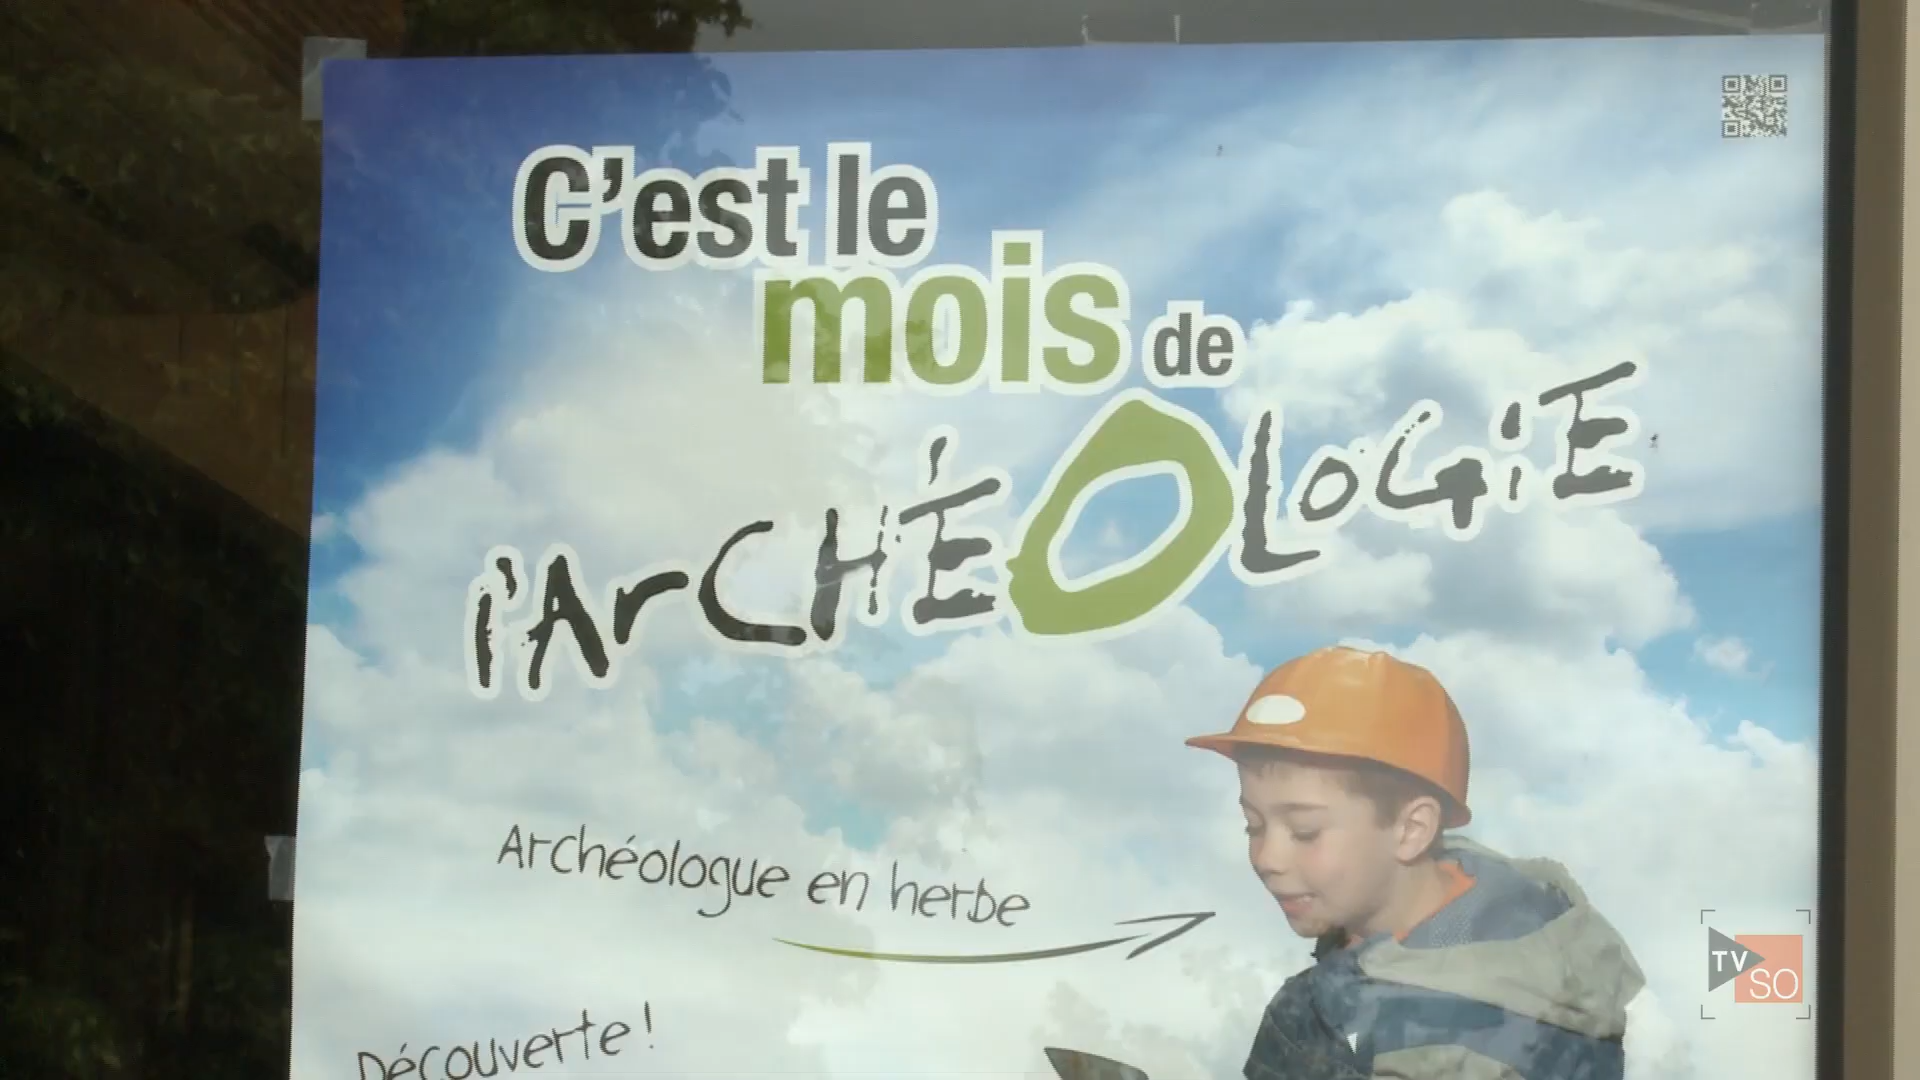 C'est le
mois de
l'ArCHÉOLOGiE
Archéologue en herbe
Découverte !
TV
SO